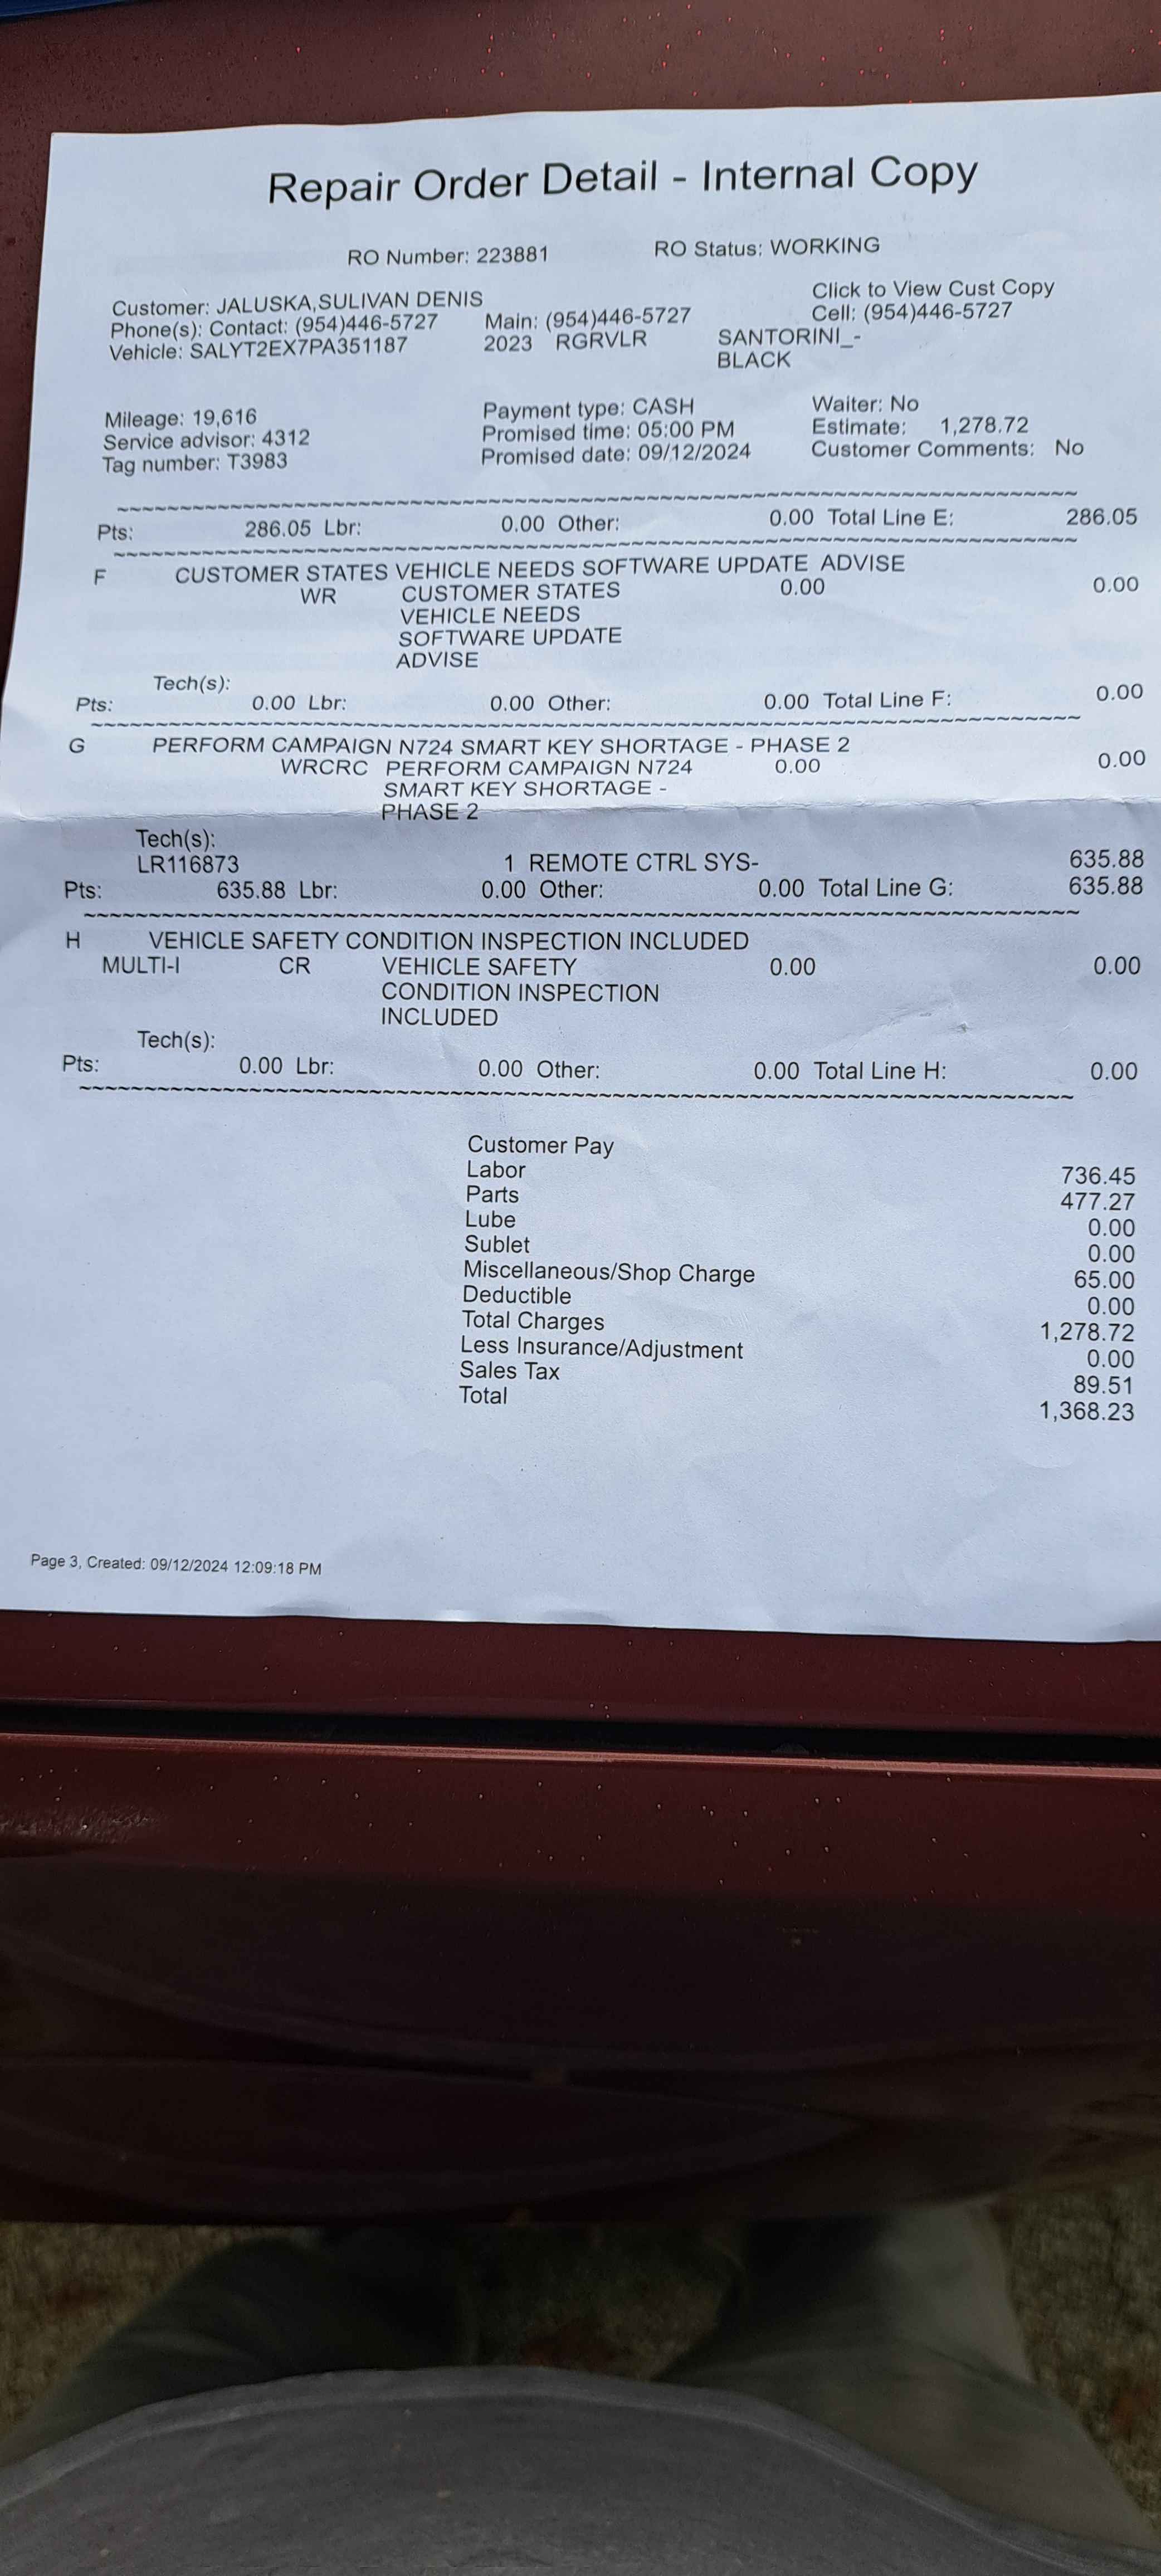 Repair Order Detail - Internal Copy
RO Number: 223881 RO Status: WORKING
Click to View Cust Copy
Customer: JALUSKA,SULIVAN DENIS
Phone(s): Contact: (954)446-5727 Main: (954)446-5727 Cell: (954)446-5727
Vehicle: SALYT2EX7PA351187 2023 RGRVLR SANTORINI_-
BLACK
Mileage: 19,616 Payment type: CASH Waiter: No
Service advisor: 4312 Promised time: 05:00 PM Estimate: 1,278.72
Tag number: T3983 Promised date: 09/12/2024 Customer Comments: No
~~~~~~~~~~~~~~~~~~~~~~~~~~~~~~~~~~~~~~~~
Pts: 286.05 Lbr: 0.00 Other: 0.00 Total Line E: 286.05
~~~~~~~~~~~~~~~~~~~~~~~~~~~~~~~~~~~~~~~~
F CUSTOMER STATES VEHICLE NEEDS SOFTWARE UPDATE ADVISE
WR CUSTOMER STATES 0.00 0.00
VEHICLE NEEDS
SOFTWARE UPDATE
ADVISE
Tech(s):
Pts: 0.00 Lbr: 0.00 Other: 0.00 Total Line F: 0.00
~~~~~~~~~~~~~~~~~~~~~~~~~~~~~~~~~~~~~~~~
G PERFORM CAMPAIGN N724 SMART KEY SHORTAGE - PHASE 2
WRCRC PERFORM CAMPAIGN N724 0.00 0.00
SMART KEY SHORTAGE -
PHASE 2
Tech(s):
LR116873 1 REMOTE CTRL SYS- 635.88
Pts: 635.88 Lbr: 0.00 Other: 0.00 Total Line G: 635.88
~~~~~~~~~~~~~~~~~~~~~~~~~~~~~~~~~~~~~~~~
H VEHICLE SAFETY CONDITION INSPECTION INCLUDED
MULTI-I CR VEHICLE SAFETY 0.00 0.00
CONDITION INSPECTION
INCLUDED
Tech(s):
Pts: 0.00 Lbr: 0.00 Other: 0.00 Total Line H: 0.00
~~~~~~~~~~~~~~~~~~~~~~~~~~~~~~~~~~~~~~~~
Customer Pay
Labor 736.45
Parts 477.27
Lube 0.00
Sublet 0.00
Miscellaneous/Shop Charge 65.00
Deductible 0.00
Total Charges 1,278.72
Less Insurance/Adjustment 0.00
Sales Tax 89.51
Total 1,368.23
Page 3, Created: 09/12/2024 12:09:18 PM